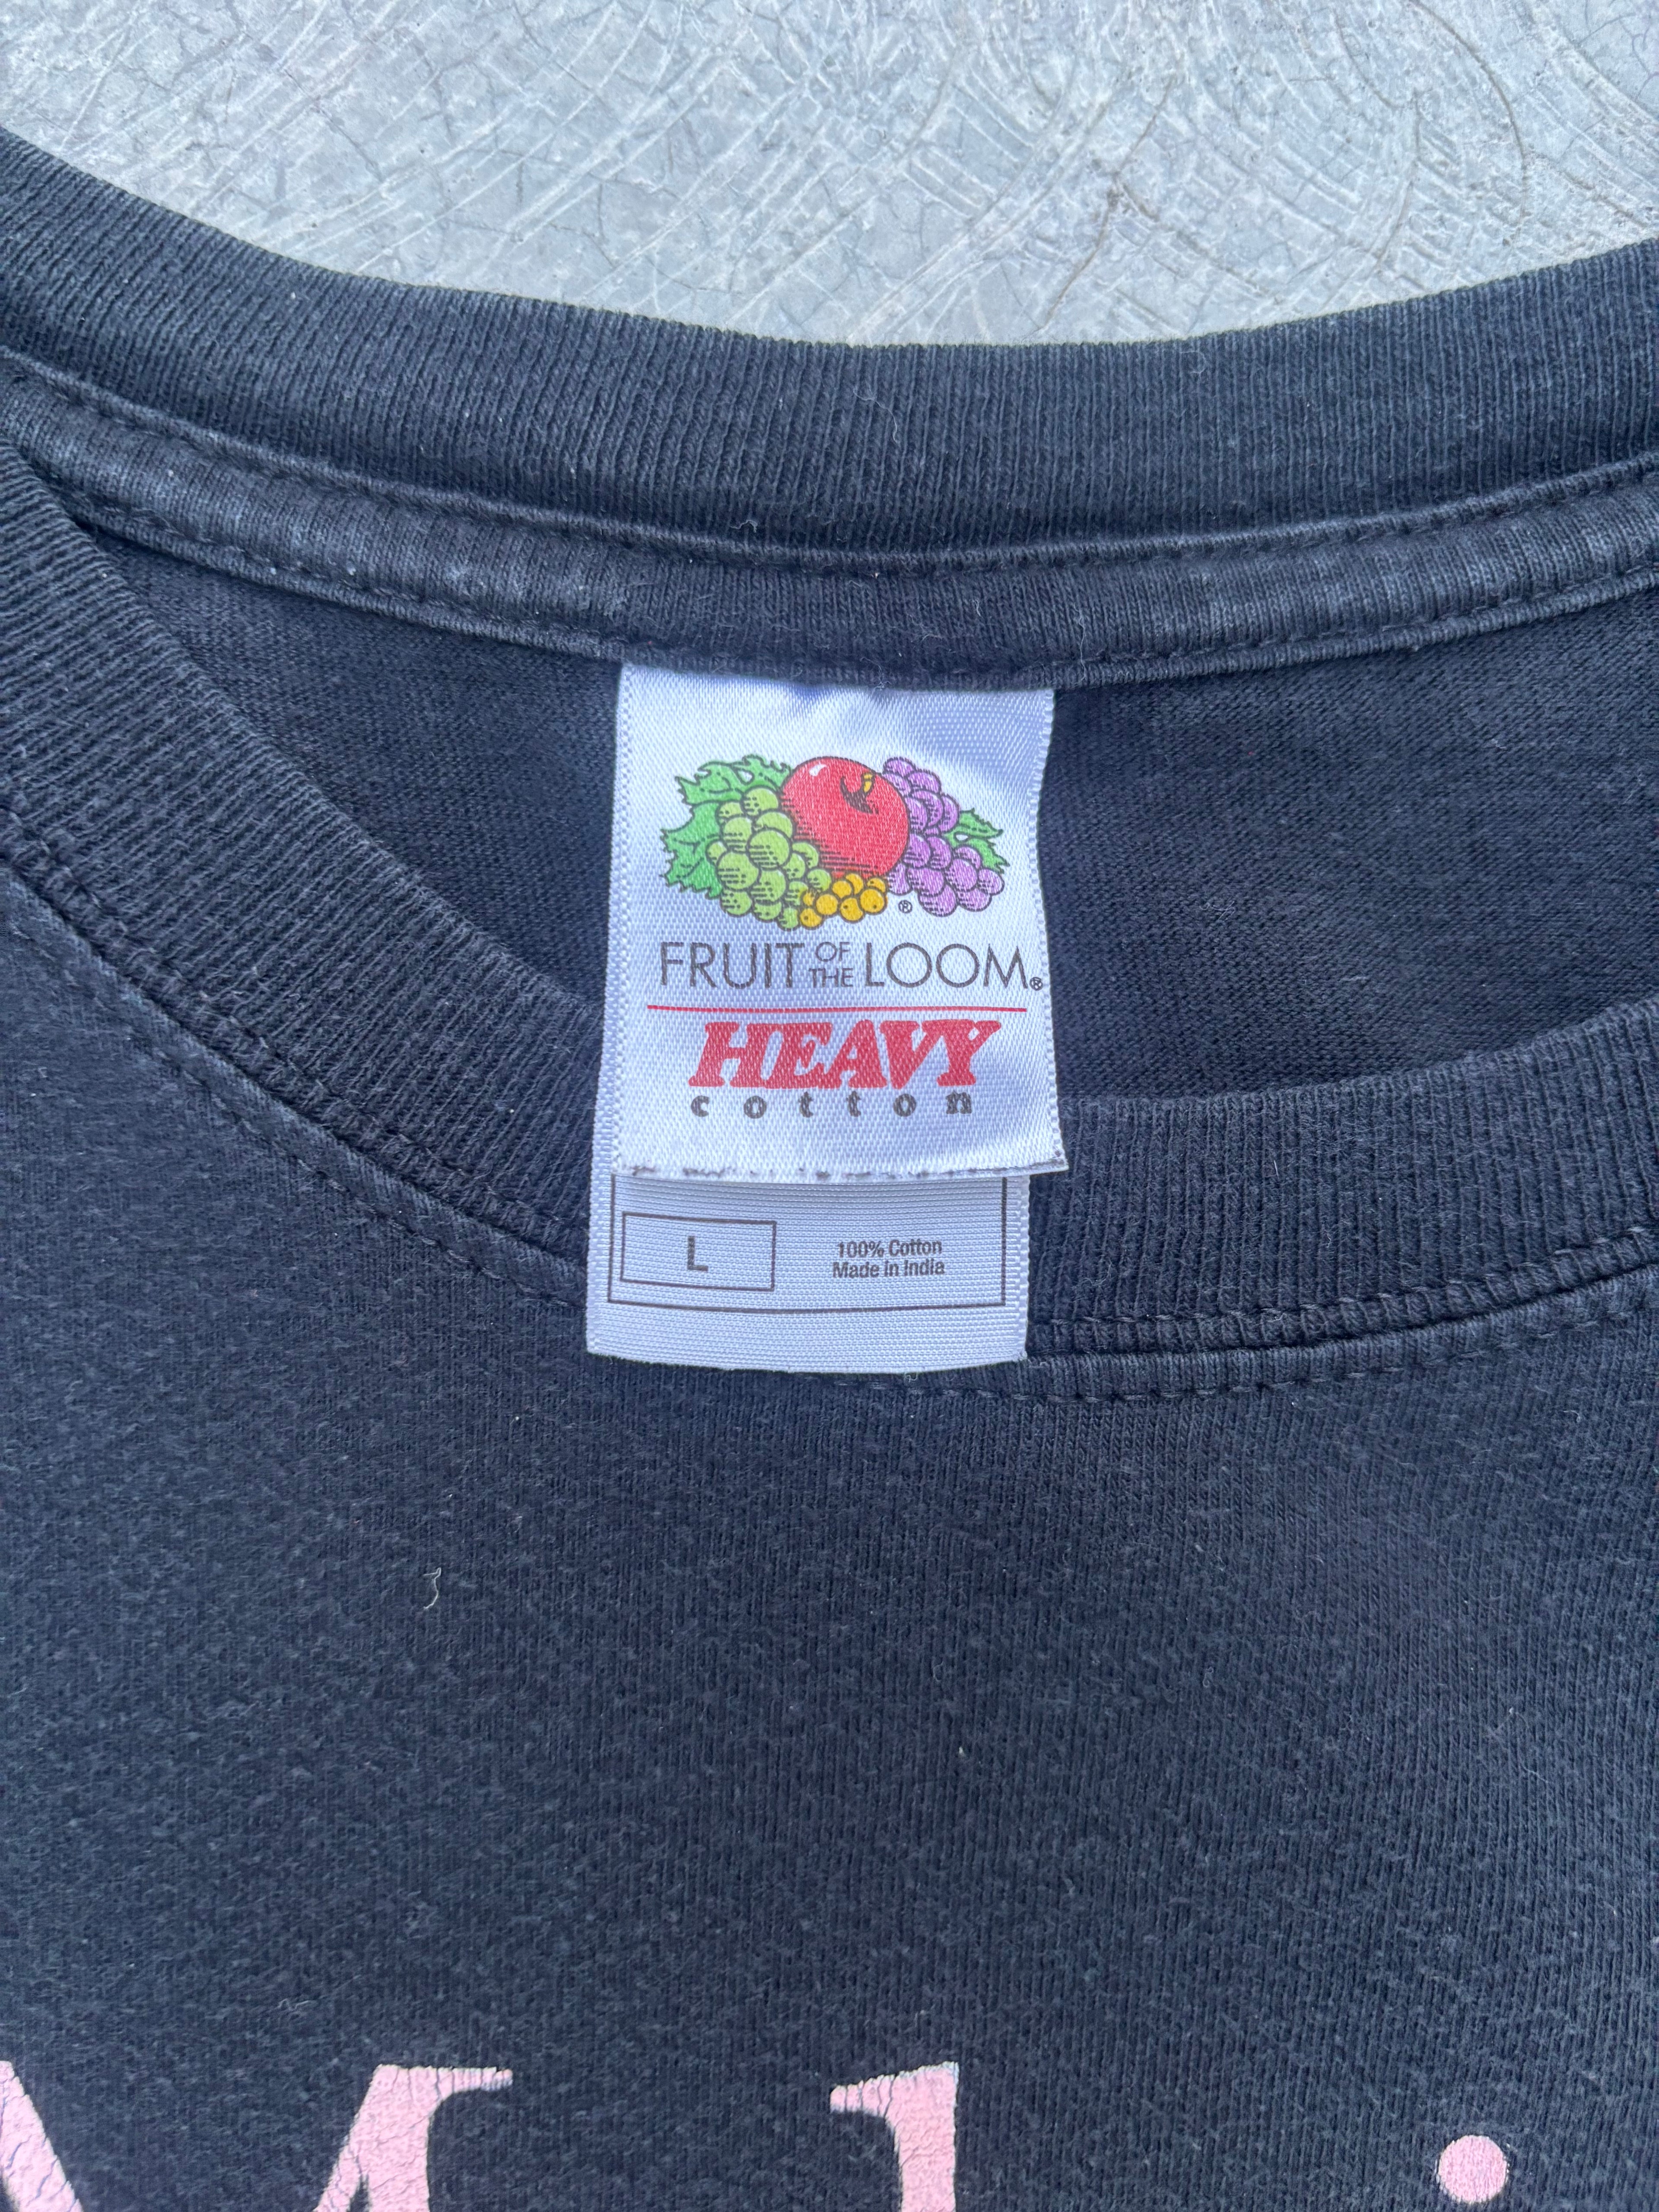 FRUIT OF THE LOOM®
HEAVY
cotton
L
100% Cotton
Made in India